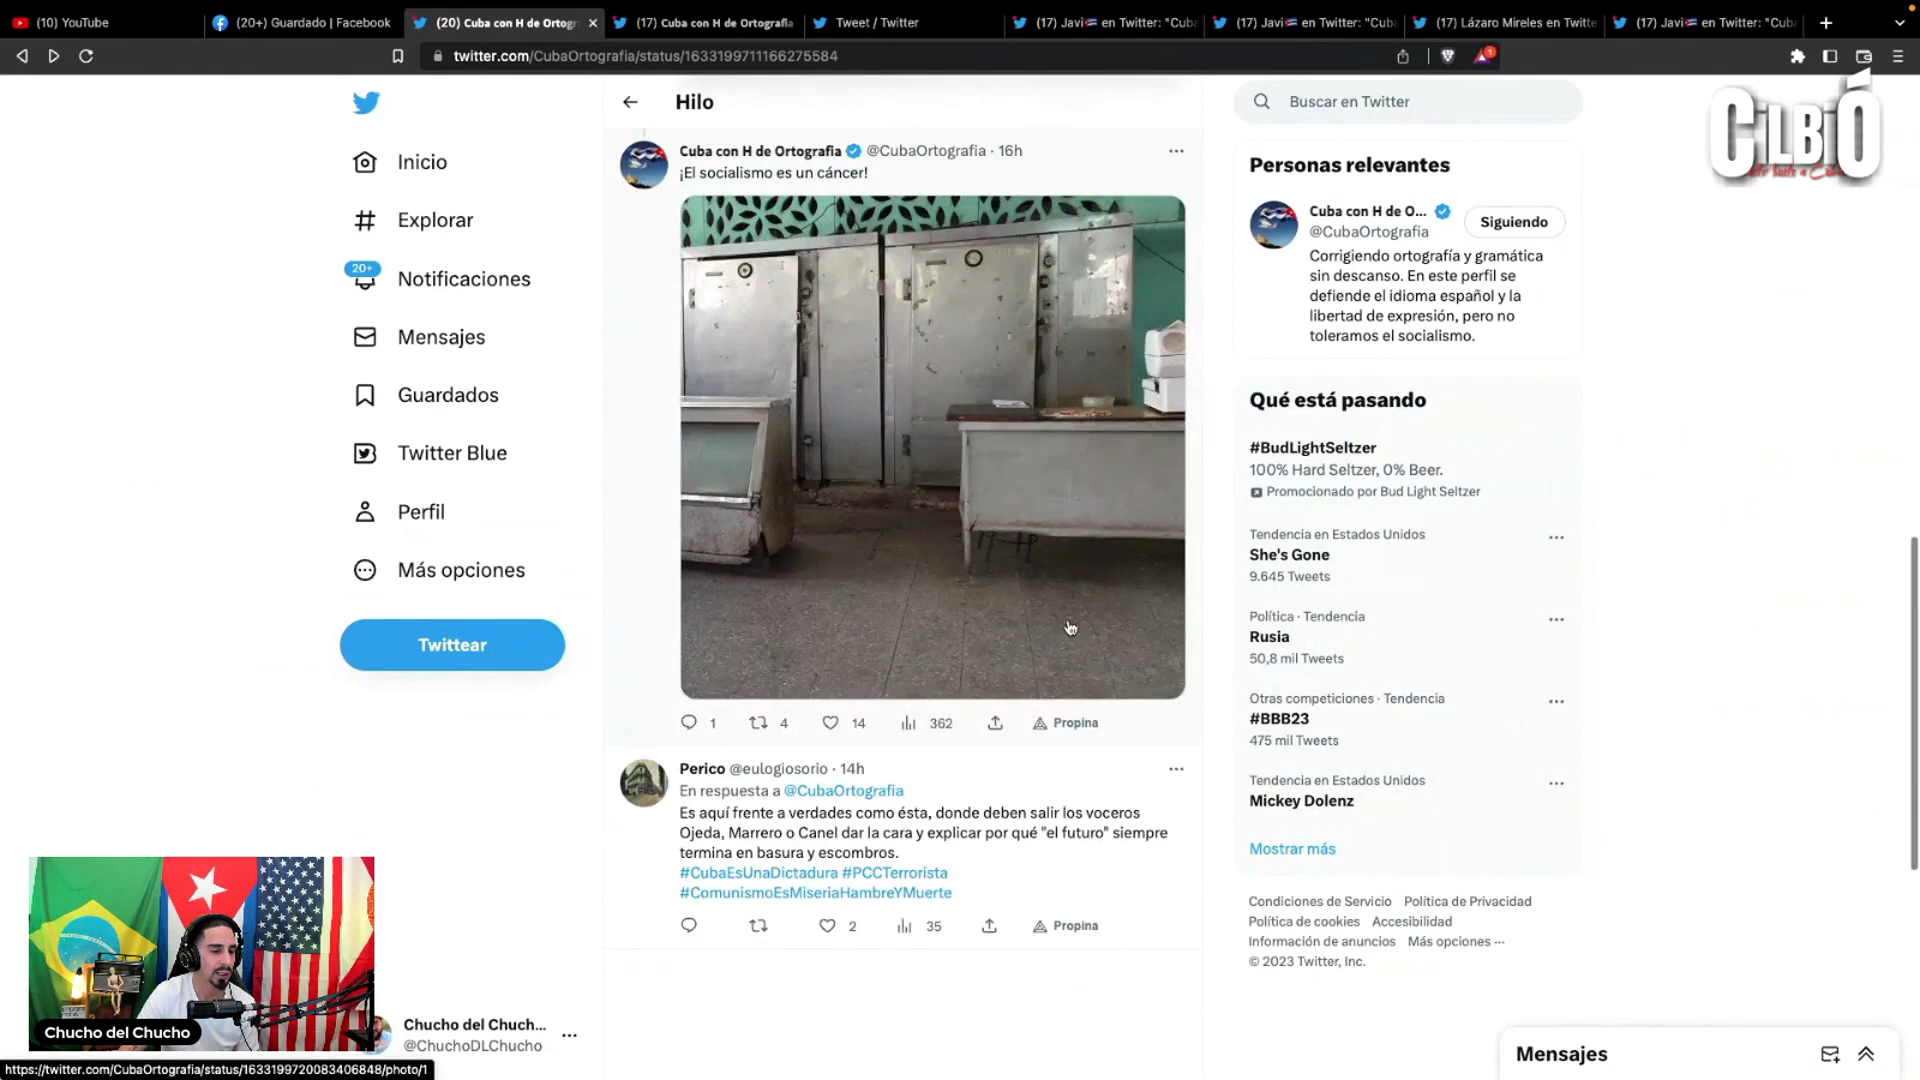 (10) YouTube
(20+) Guardado | Facebook
(20) Cuba con H de Ortogr
(17) Cuba con H de Ortografía
Tweet / Twitter
(17) Javi en Twitter: "Cuba
(17) Javi en Twitter: "Cuba
(17) Lázaro Mireles en Twitte
(17) Javi en Twitter: "Cuba
twitter.com/CubaOrtografia/status/1633199711166275584
1
CiLBiÓ
Inicio
Explorar
20+
Notificaciones
Mensajes
Guardados
Twitter Blue
Perfil
Más opciones
Twittear
Hilo
Cuba con H de Ortografia @CubaOrtografia · 16h
¡El socialismo es un cáncer!
1 4 14 362 Propina
Perico @eulogiosorio · 14h
En respuesta a @CubaOrtografia
Es aquí frente a verdades como ésta, donde deben salir los voceros
Ojeda, Marrero o Canel dar la cara y explicar por qué "el futuro" siempre
termina en basura y escombros.
#CubaEsUnaDictadura #PCCTerrorista
#ComunismoEsMiseriaHambreYMuerte
2 35 Propina
Buscar en Twitter
Personas relevantes
Cuba con H de O...
@CubaOrtografia
Siguiendo
Corrigiendo ortografía y gramática
sin descanso. En este perfil se
defiende el idioma español y la
libertad de expresión, pero no
toleramos el socialismo.
Qué está pasando
#BudLightSeltzer
100% Hard Seltzer, 0% Beer.
Promocionado por Bud Light Seltzer
Tendencia en Estados Unidos
She's Gone
9.645 Tweets
Política · Tendencia
Rusia
50,8 mil Tweets
Otras competiciones · Tendencia
#BBB23
475 mil Tweets
Tendencia en Estados Unidos
Mickey Dolenz
Mostrar más
Condiciones de Servicio Política de Privacidad
Política de cookies Accesibilidad
Información de anuncios Más opciones ···
© 2023 Twitter, Inc.
Mensajes
Chucho del Chucho
Chucho del Chuch...
@ChuchoDLChucho
https://twitter.com/CubaOrtografia/status/1633199720083406848/photo/1